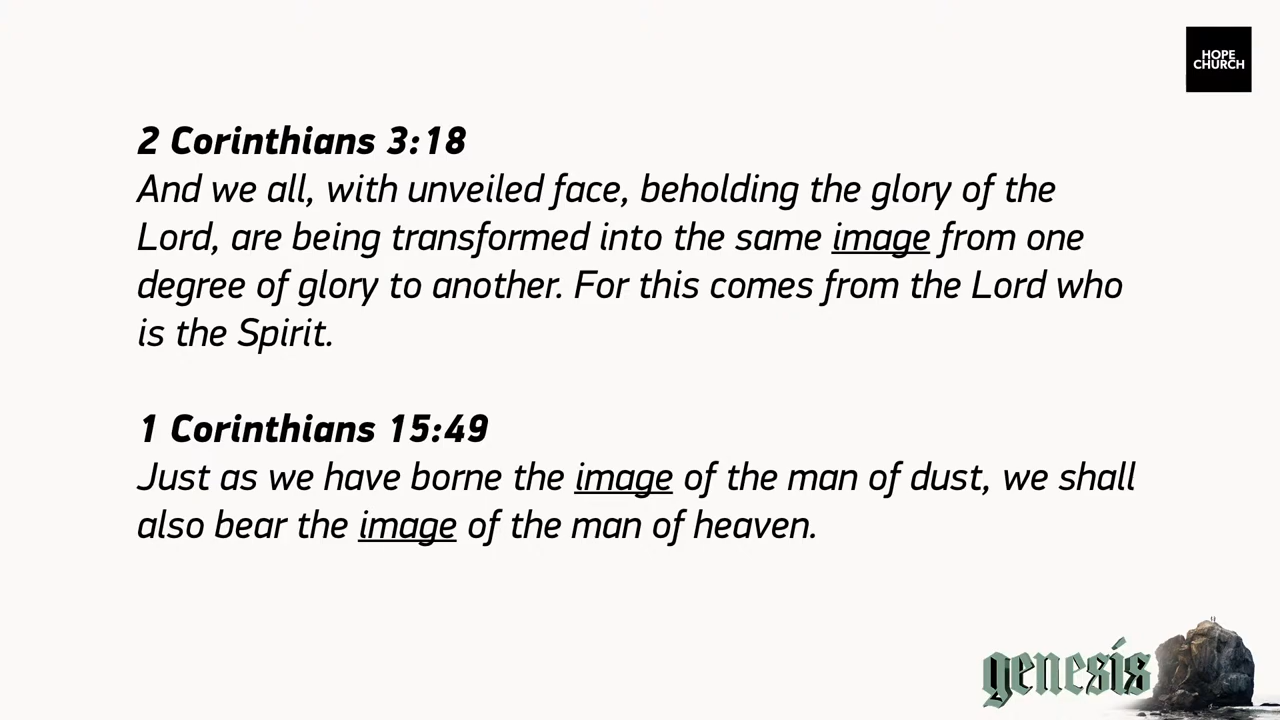 HOPE
CHURCH
2 Corinthians 3:18
And we all, with unveiled face, beholding the glory of the
Lord, are being transformed into the same image from one
degree of glory to another. For this comes from the Lord who
is the Spirit.
1 Corinthians 15:49
Just as we have borne the image of the man of dust, we shall
also bear the image of the man of heaven.
genesis